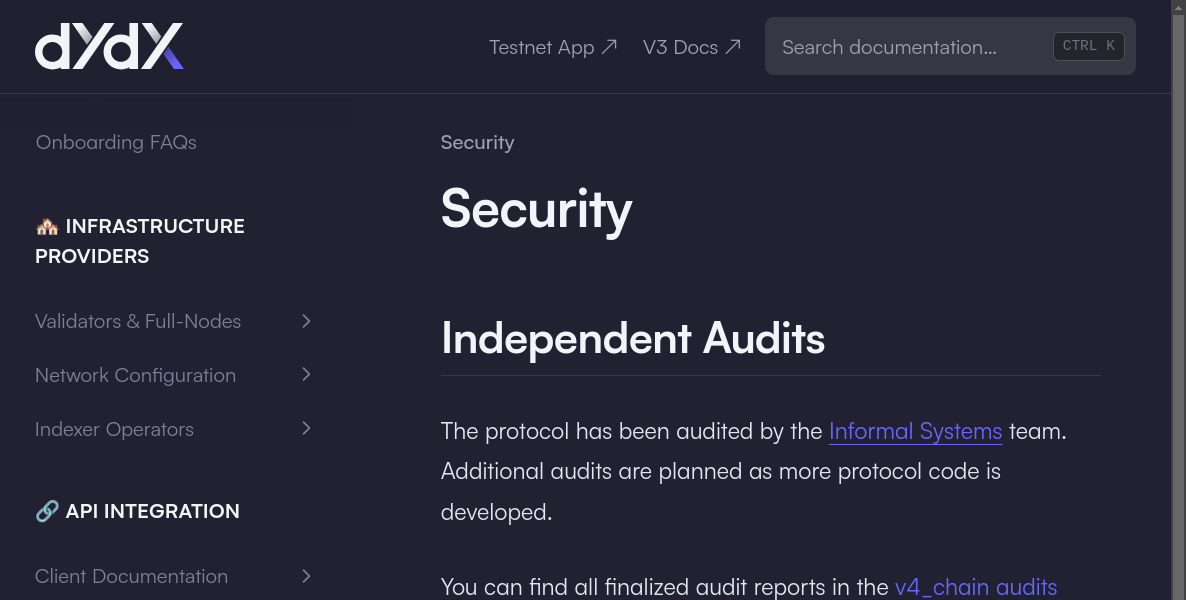 dYdX
Testnet App
V3 Docs
Search documentation...
CTRL K
Onboarding FAQs
INFRASTRUCTURE
PROVIDERS
Validators & Full-Nodes
Network Configuration
Indexer Operators
API INTEGRATION
Client Documentation
Security
Security
Independent Audits
The protocol has been audited by the Informal Systems team.
Additional audits are planned as more protocol code is
developed.
You can find all finalized audit reports in the v4_chain audits